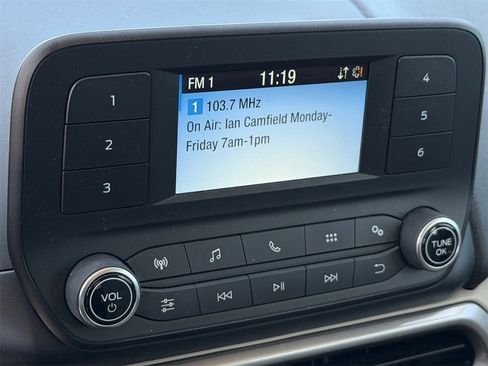 FM 1 11:19
1 103.7 MHz
On Air: Ian Camfield Monday-
Friday 7am-1pm
1
2
3
4
5
6
VOL
TUNE
OK